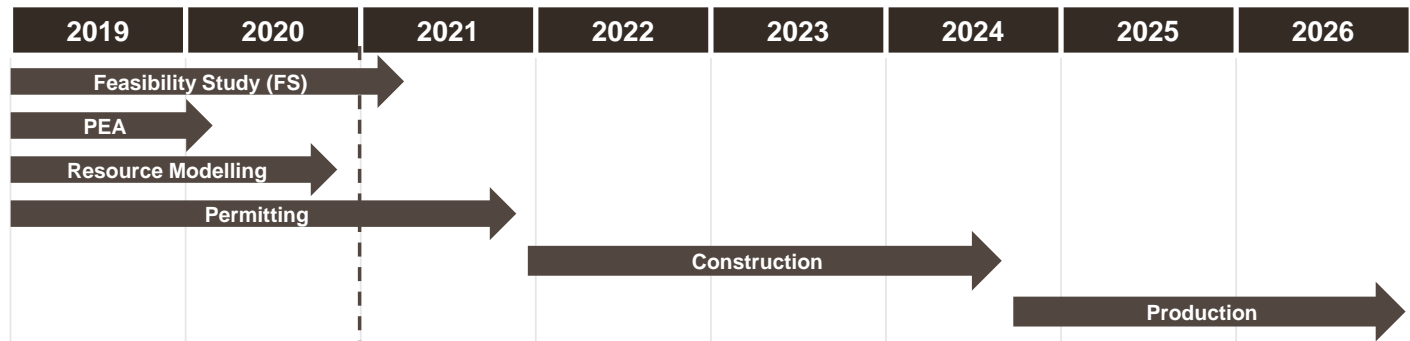 2019 2020 2021 2022 2023 2024 2025 2026
Feasibility Study (FS)
PEA
Resource Modelling
Permitting
Construction
Production